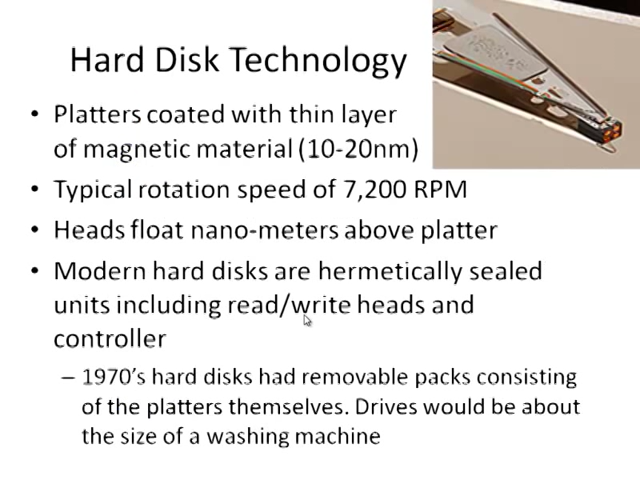 Hard Disk Technology
• Platters coated with thin layer
of magnetic material (10-20nm)
• Typical rotation speed of 7,200 RPM
• Heads float nano-meters above platter
• Modern hard disks are hermetically sealed
units including read/write heads and
controller
– 1970’s hard disks had removable packs consisting
of the platters themselves. Drives would be about
the size of a washing machine